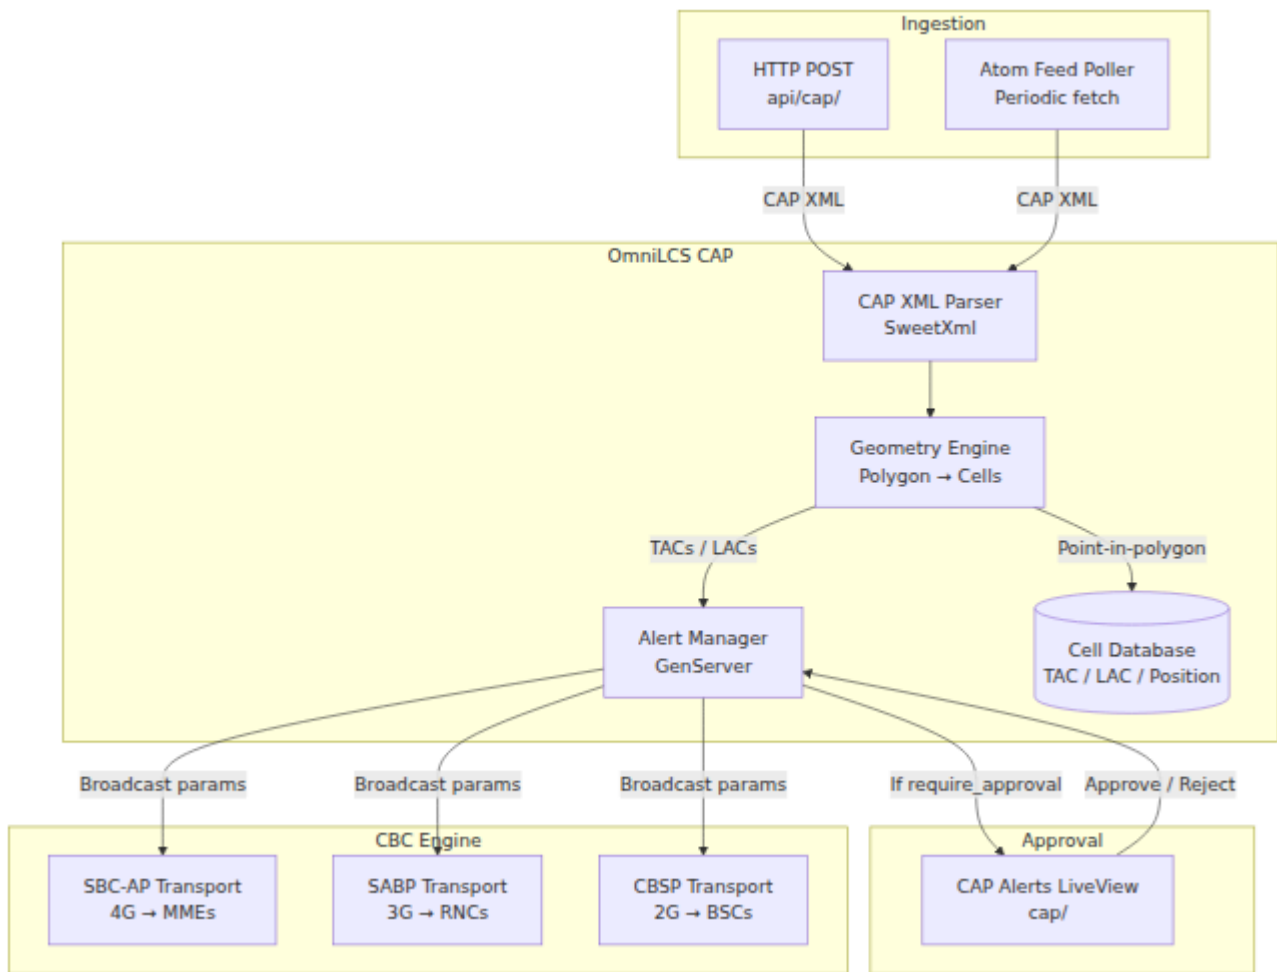 Ingestion
HTTP POST
api/cap/
Atom Feed Poller
Periodic fetch
CAP XML
CAP XML
OmniLCS CAP
CAP XML Parser
SweetXml
Geometry Engine
Polygon → Cells
TACs / LACs
Point-in-polygon
Alert Manager
GenServer
Cell Database
TAC / LAC / Position
Broadcast params
Broadcast params
Broadcast params
If require_approval
Approve / Reject
CBC Engine
SBC-AP Transport
4G → MMEs
SABP Transport
3G → RNCs
CBSP Transport
2G → BSCs
Approval
CAP Alerts LiveView
cap/